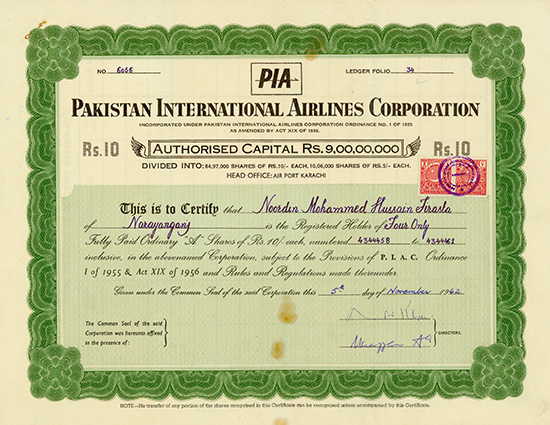 No 6056
LEDGER FOLIO 34
PIA
PAKISTAN INTERNATIONAL AIRLINES CORPORATION
INCORPORATED UNDER PAKISTAN INTERNATIONAL AIRLINES CORPORATION ORDINANCE NO. 1 OF 1955
AS AMENDED BY ACT XIX OF 1956.
Rs.10 AUTHORISED CAPITAL RS. 9,00,00,000) Rs.10
DIVIDED INTO: 84,97,000 SHARES OF RS.10/- EACH, 10,06,000 SHARES OF RS.5/- EACH.
HEAD OFFICE: AIR PORT KARACHI
This is to Certify that Noordin Mohammed Hussain
of Narayanganj is the Registered Holder of Four Only
Fully Paid Ordinary 'A' Shares of Rs. 10/- each, numbered 4344458 to 4344461
inclusive, in the abovenamed Corporation, subject to the Provisions of P. I. A. C. Ordinance
I of 1955 & Act XIX of 1956 and Rules and Regulations made thereunder.
Given under the Common Seal of the said Corporation this 5th day of November 1962
The Common Seal of the said
Corporation was hereunto affixed
in the presence of:
DIRECTORS.
NOTE—No transfer of any portion of the shares comprised in this Certificate can be recognised unless accompanied by this Certificate.